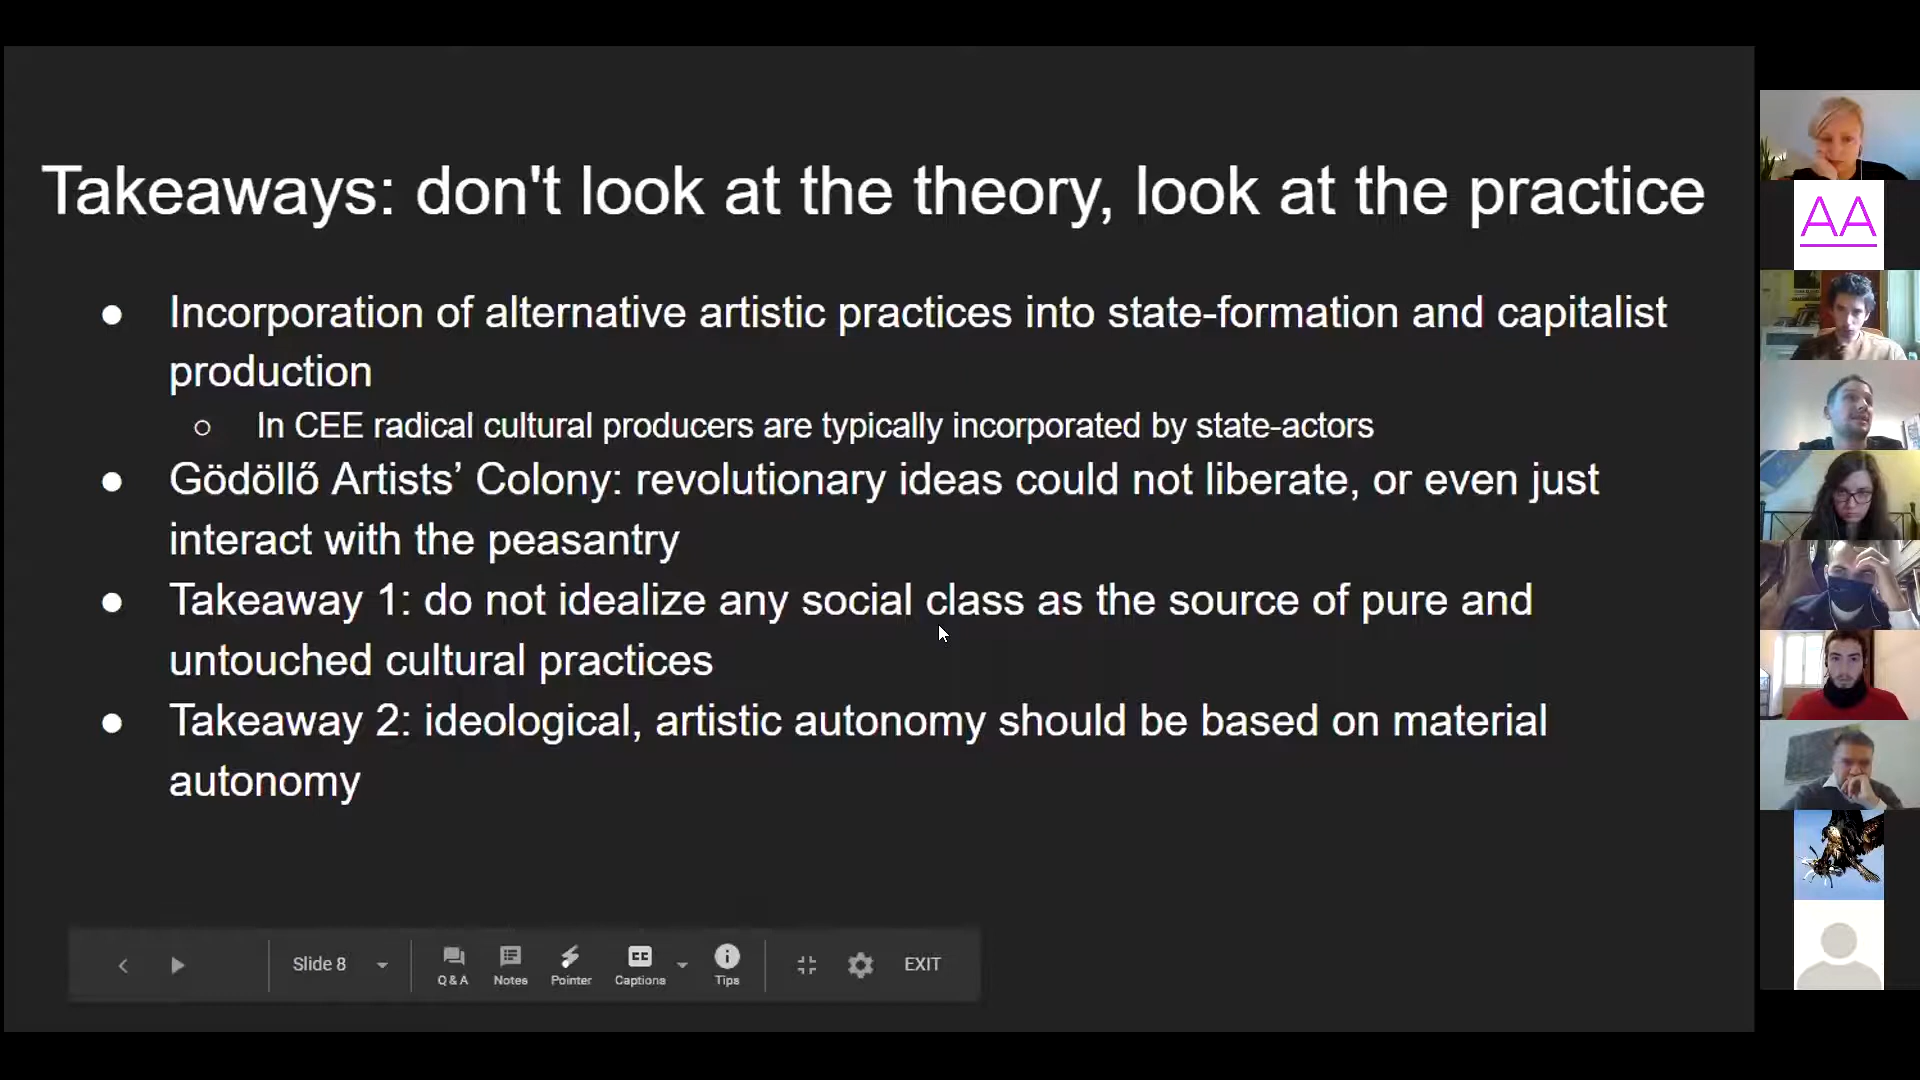 Takeaways: don't look at the theory, look at the practice
● Incorporation of alternative artistic practices into state-formation and capitalist
production
○ In CEE radical cultural producers are typically incorporated by state-actors
● Gödöllő Artists’ Colony: revolutionary ideas could not liberate, or even just
interact with the peasantry
● Takeaway 1: do not idealize any social class as the source of pure and
untouched cultural practices
● Takeaway 2: ideological, artistic autonomy should be based on material
autonomy
Slide 8
Q & A
Notes
Pointer
CC
Captions
Tips
EXIT
AA